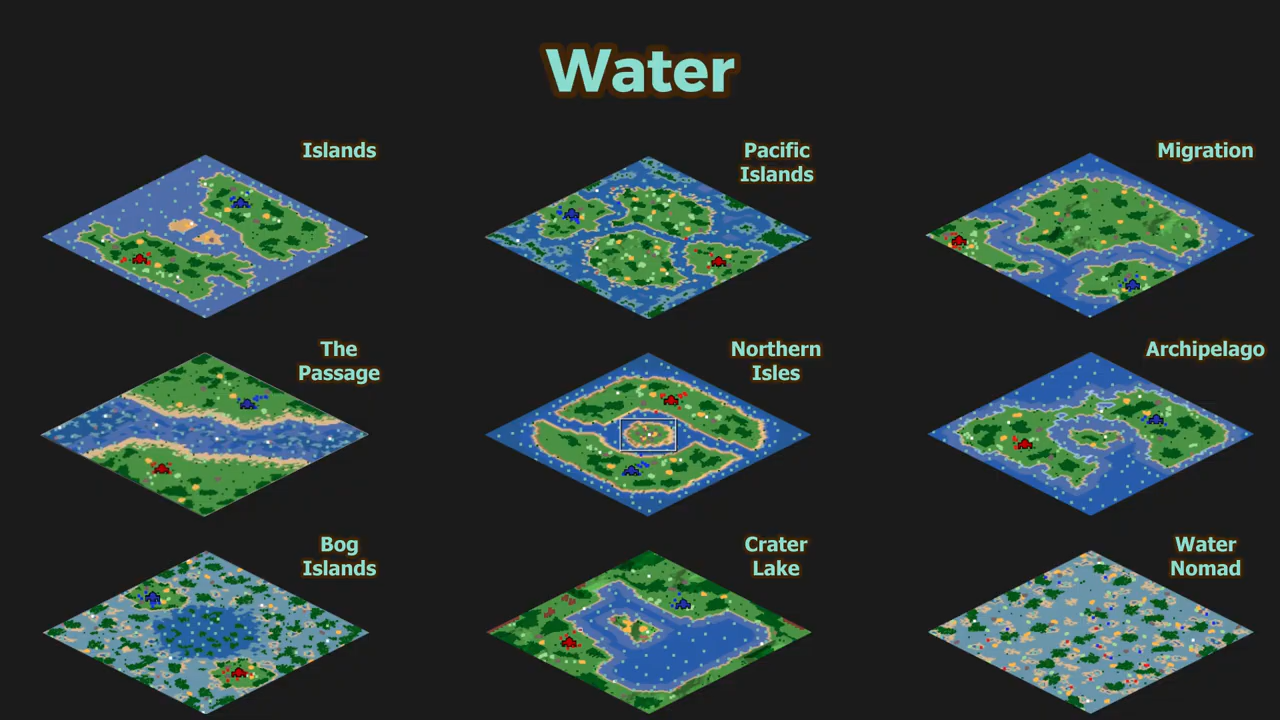 Water
Islands
Pacific
Islands
Migration
The
Passage
Northern
Isles
Archipelago
Bog
Islands
Crater
Lake
Water
Nomad